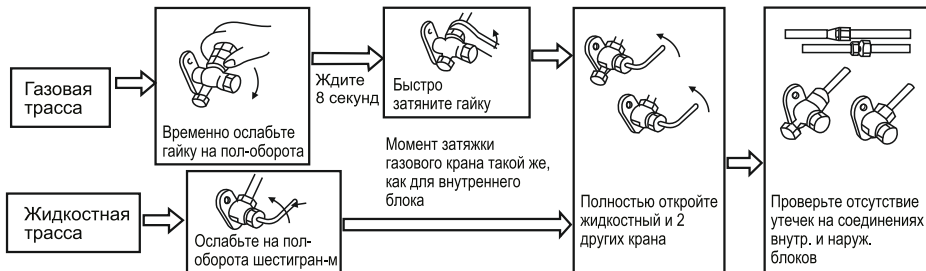 Газовая
трасса
Временно ослабьте
гайку на пол-оборота
Ждите
8 секунд
Быстро
затяните гайку
Момент затяжки
газового крана такой же,
как для внутреннего
блока
Жидкостная
трасса
Ослабьте на пол-
оборота шестигран-м
Полностью откройте
жидкостный и 2
других крана
Проверьте отсутствие
утечек на соединениях
внутр. и наруж.
блоков